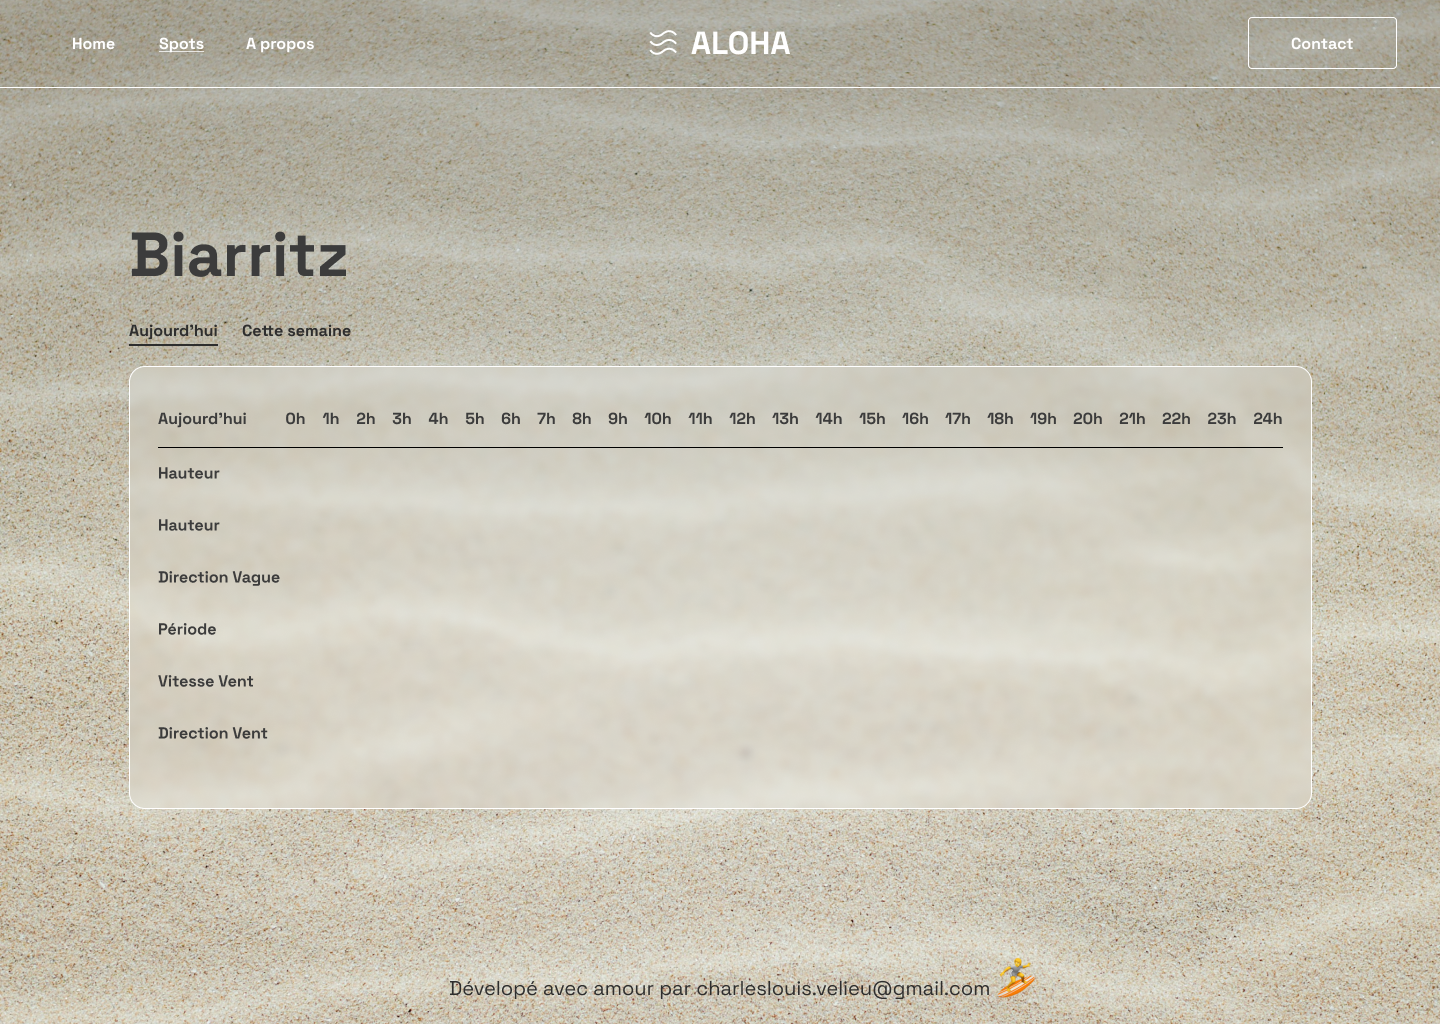 Home Spots A propos ALOHA Contact
Biarritz
Aujourd'hui Cette semaine
Aujourd'hui 0h 1h 2h 3h 4h 5h 6h 7h 8h 9h 10h 11h 12h 13h 14h 15h 16h 17h 18h 19h 20h 21h 22h 23h 24h
Hauteur
Hauteur
Direction Vague
Période
Vitesse Vent
Direction Vent
Dévelopé avec amour par charleslouis.velieu@gmail.com